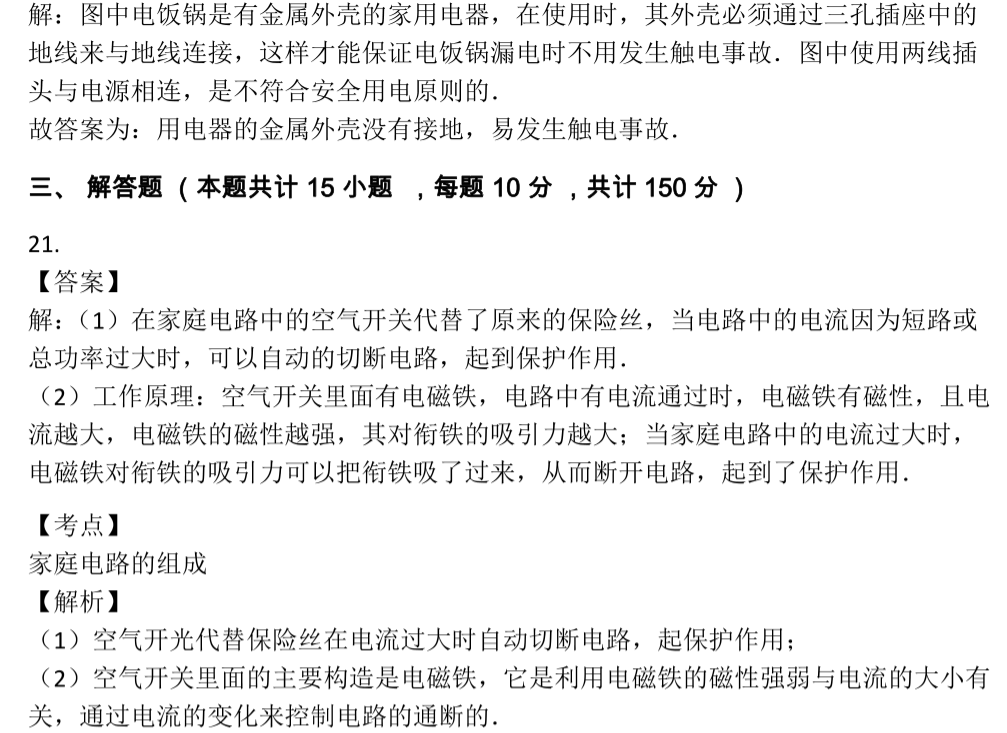 解：图中电饭锅是有金属外壳的家用电器，在使用时，其外壳必须通过三孔插座中的
地线来与地线连接，这样才能保证电饭锅漏电时不用发生触电事故．图中使用两线插
头与电源相连，是不符合安全用电原则的．
故答案为：用电器的金属外壳没有接地，易发生触电事故．
三、 解答题 （本题共计 15 小题 ，每题 10 分 ，共计 150 分 ）
21.
【答案】
解：（1）在家庭电路中的空气开关代替了原来的保险丝，当电路中的电流因为短路或
总功率过大时，可以自动的切断电路，起到保护作用．
（2）工作原理：空气开关里面有电磁铁，电路中有电流通过时，电磁铁有磁性，且电
流越大，电磁铁的磁性越强，其对衔铁的吸引力越大；当家庭电路中的电流过大时，
电磁铁对衔铁的吸引力可以把衔铁吸了过来，从而断开电路，起到了保护作用．
【考点】
家庭电路的组成
【解析】
（1）空气开光代替保险丝在电流过大时自动切断电路，起保护作用；
（2）空气开关里面的主要构造是电磁铁，它是利用电磁铁的磁性强弱与电流的大小有
关，通过电流的变化来控制电路的通断的．